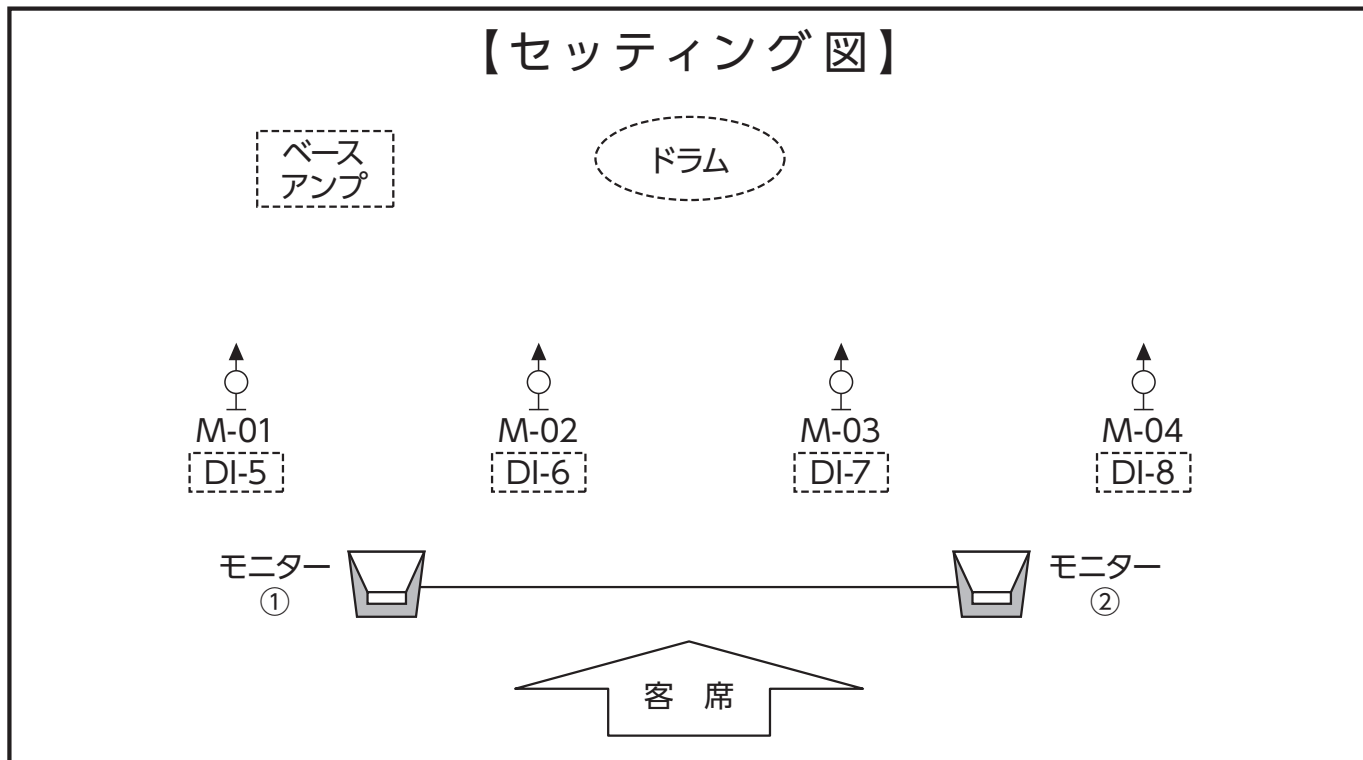 【セッティング図】
ベース
アンプ
ドラム
M-01
DI-5
M-02
DI-6
M-03
DI-7
M-04
DI-8
モニター
①
モニター
②
客 席